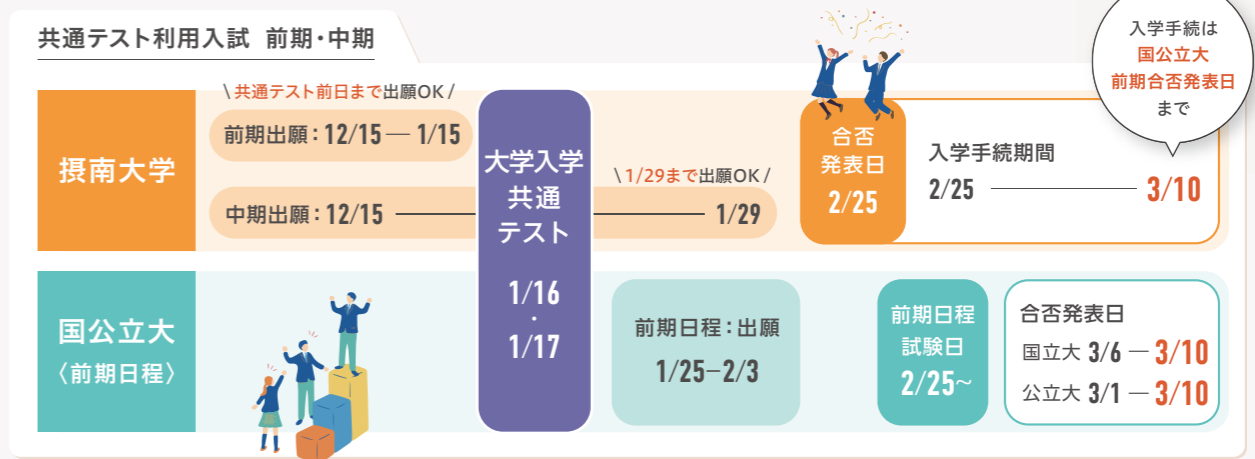 共通テスト利用入試 前期・中期
入学手続は
国公立大
前期合否発表日
まで
摂南大学
\ 共通テスト前日まで出願OK /
前期出願：12/15 — 1/15
中期出願：12/15 — 1/29
\ 1/29まで出願OK /
大学入学
共通
テスト
1/16
・
1/17
合否
発表日
2/25
入学手続期間
2/25 — 3/10
国公立大
〈前期日程〉
前期日程：出願
1/25−2/3
前期日程
試験日
2/25~
合否発表日
国立大 3/6 — 3/10
公立大 3/1 — 3/10